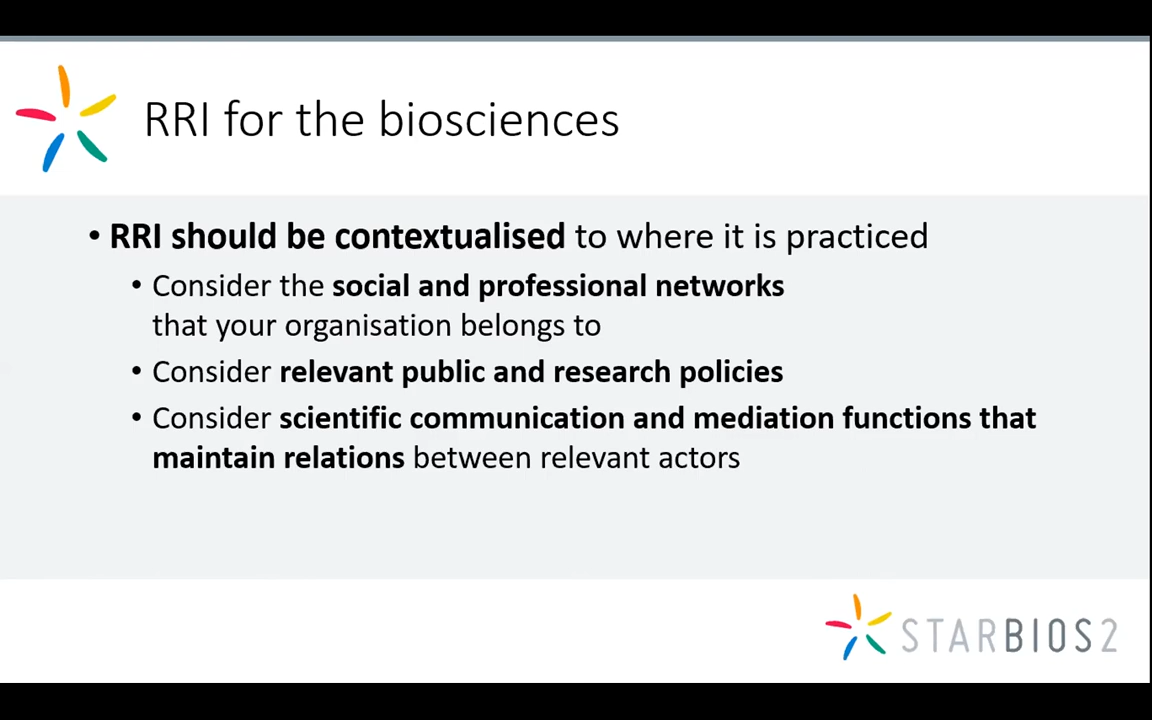 RRI for the biosciences
• RRI should be contextualised to where it is practiced
• Consider the social and professional networks
that your organisation belongs to
• Consider relevant public and research policies
• Consider scientific communication and mediation functions that
maintain relations between relevant actors
STARBIOS2